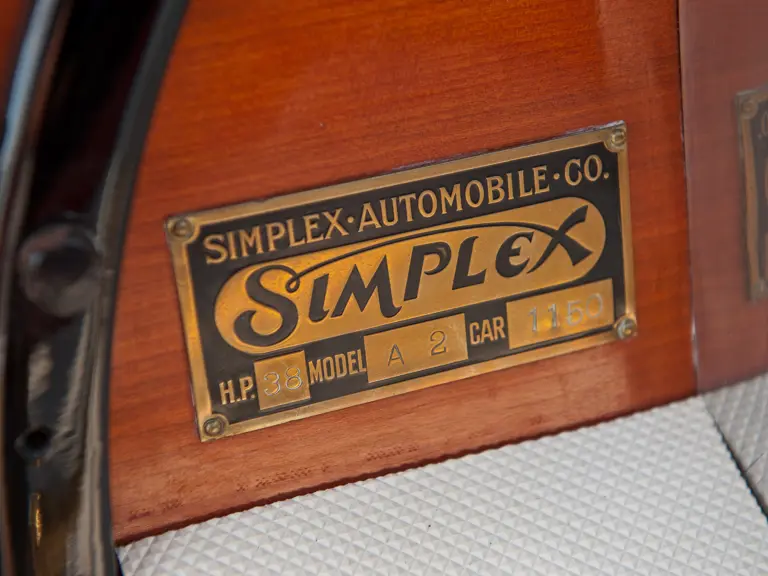 SIMPLEX·AUTOMOBILE·CO.
SIMPLEX
H.P. 38 MODEL A 2 CAR 1150